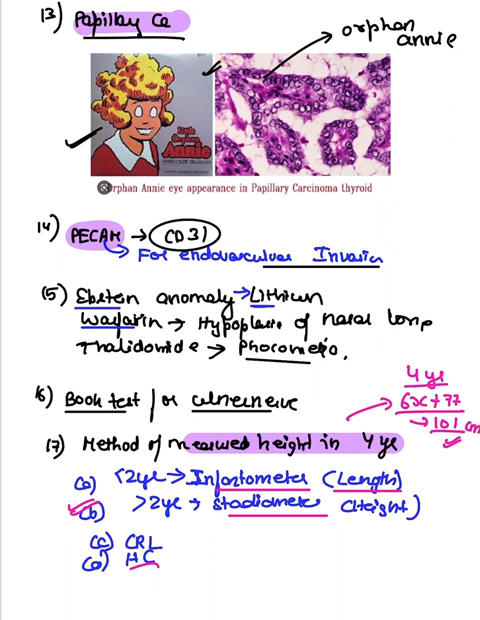 13) Papillary Ca
orphan
annie
Little
Orphan
Annie
Orphan Annie eye appearance in Papillary Carcinoma thyroid
14) PECAM → CD31
→ For endovascular Invasion
15) Ebstein anomaly → Lithium
Warfarin → Hypoplasia of nasal bone
Thalidomide → Phocomelia.
16) Book test / or ulnar nerve
4 yr
6x+77
→ 101 cm
17) Method of measured height in 4 yr
(a) <2yr → Infantometer (Length)
(b) >2yr → Stadiometer (Height)
(c) CRL
(d) HC